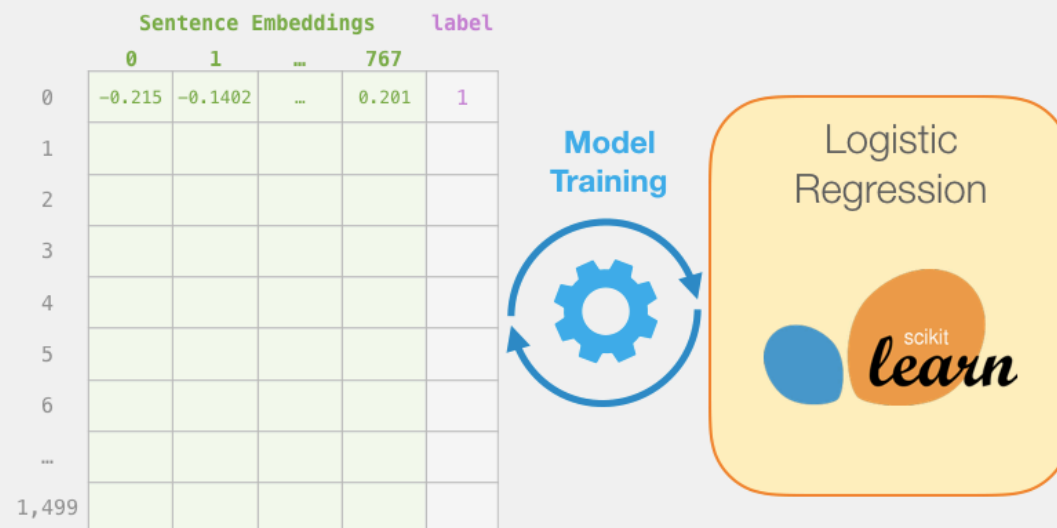 Sentence Embeddings label
0 1 … 767
0 −0.215 −0.1402 … 0.201 1
1
2
3
4
5
6
…
1,499
Model
Training
Logistic
Regression
scikit
learn